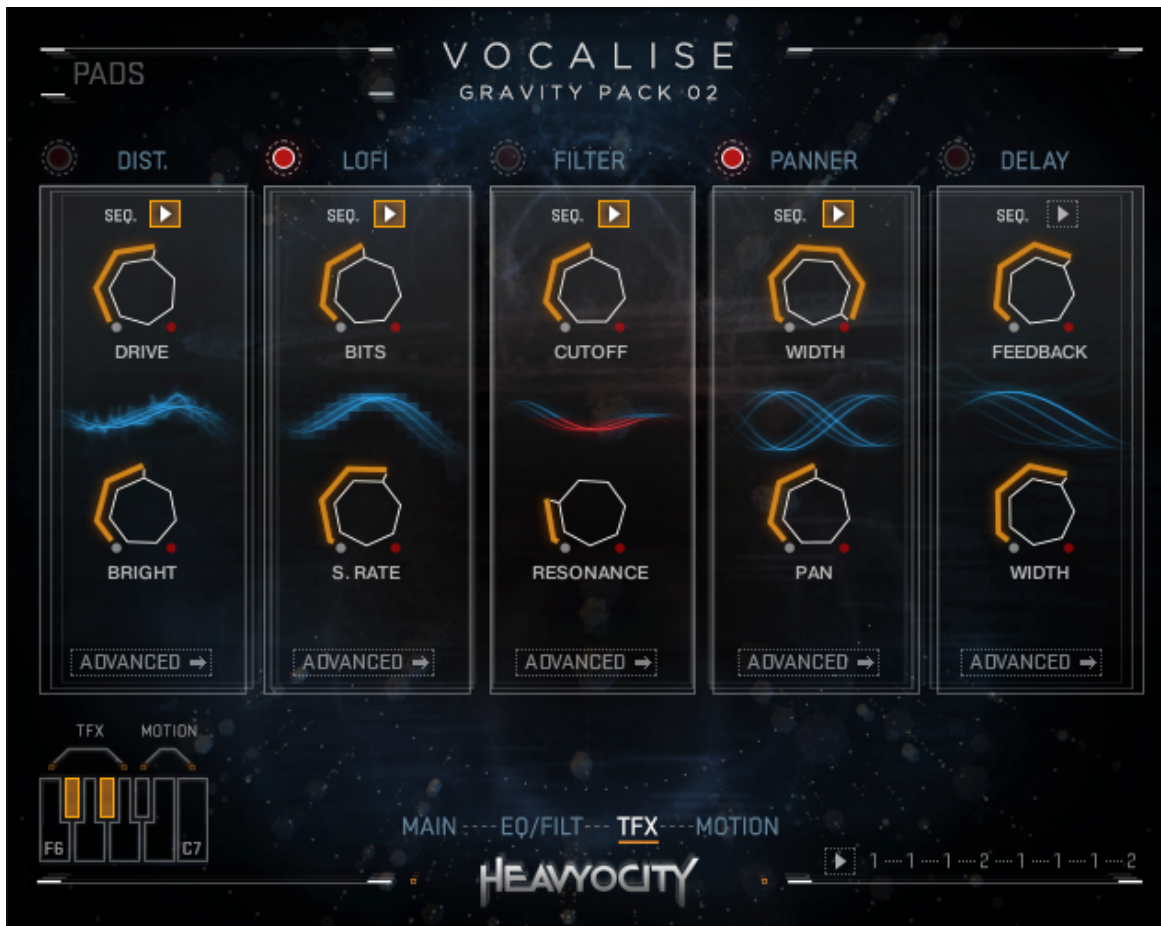 PADS
VOCALISE
GRAVITY PACK 02
DIST. LOFI FILTER PANNER DELAY
SEQ. SEQ. SEQ. SEQ. SEQ.
DRIVE BITS CUTOFF WIDTH FEEDBACK
BRIGHT S. RATE RESONANCE PAN WIDTH
ADVANCED ADVANCED ADVANCED ADVANCED ADVANCED
TFX MOTION
F6 C7
MAIN EQ/FILT TFX MOTION
HEAVYOCITY
1 1 1 2 1 1 1 2